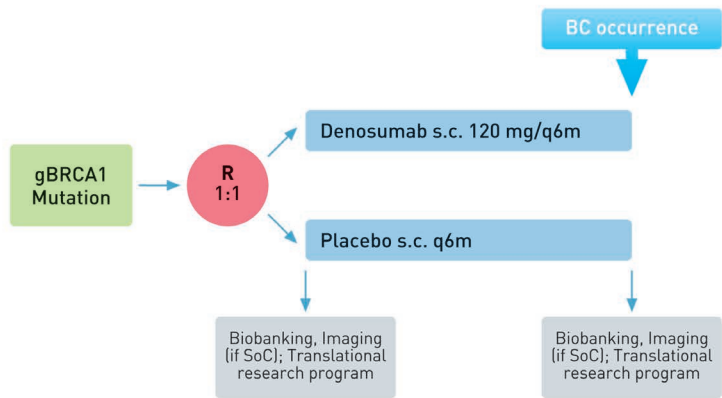 BC occurrence
Denosumab s.c. 120 mg/q6m
gBRCA1
Mutation
R
1:1
Placebo s.c. q6m
Biobanking, Imaging
(if SoC); Translational
research program
Biobanking, Imaging
(if SoC); Translational
research program